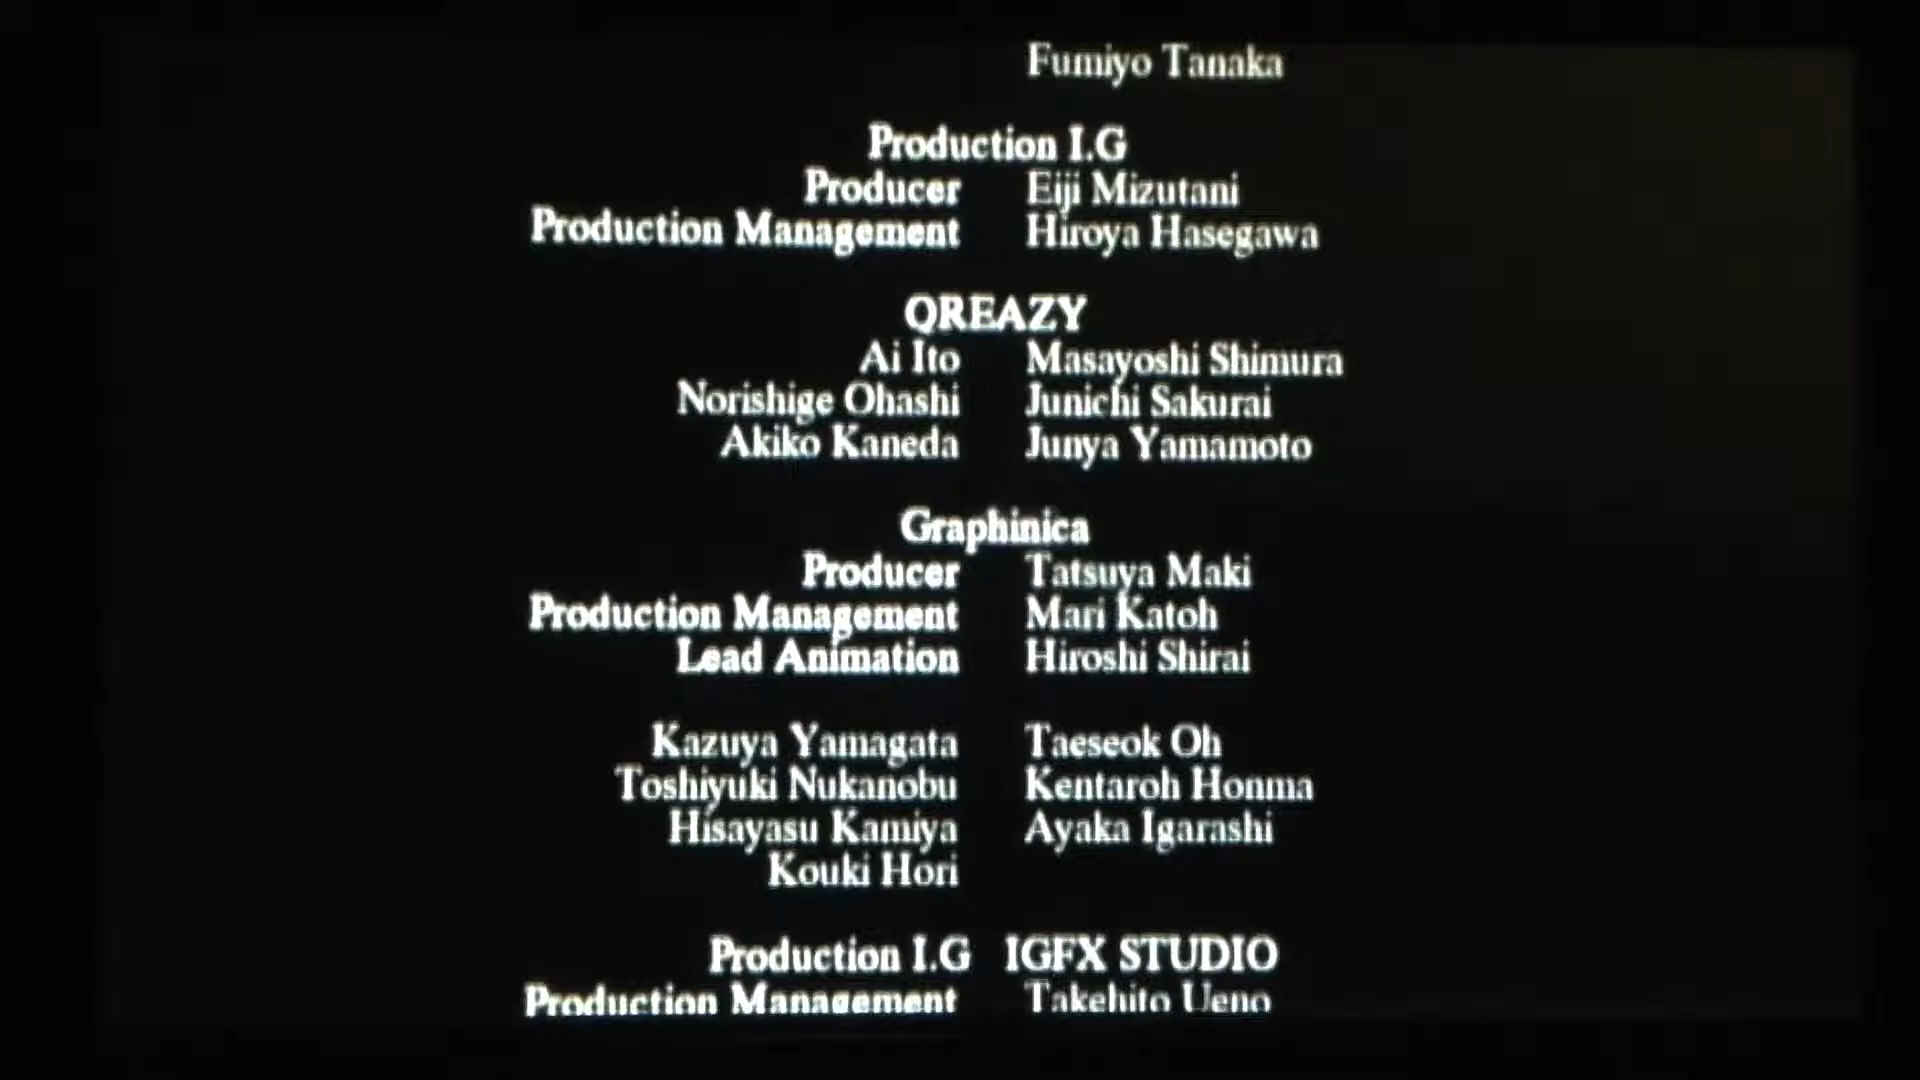 Fumiyo Tanaka
Production I.G
Producer Eiji Mizutani
Production Management Hiroya Hasegawa
QREAZY
Ai Ito Masayoshi Shimura
Norishige Ohashi Junichi Sakurai
Akiko Kaneda Junya Yamamoto
Graphinica
Producer Tatsuya Maki
Production Management Mari Katoh
Lead Animation Hiroshi Shirai
Kazuya Yamagata Taeseok Oh
Toshiyuki Nukanobu Kentaroh Honma
Hisayasu Kamiya Ayaka Igarashi
Kouki Hori
Production I.G IGFX STUDIO
Production Management Takehito Ueno